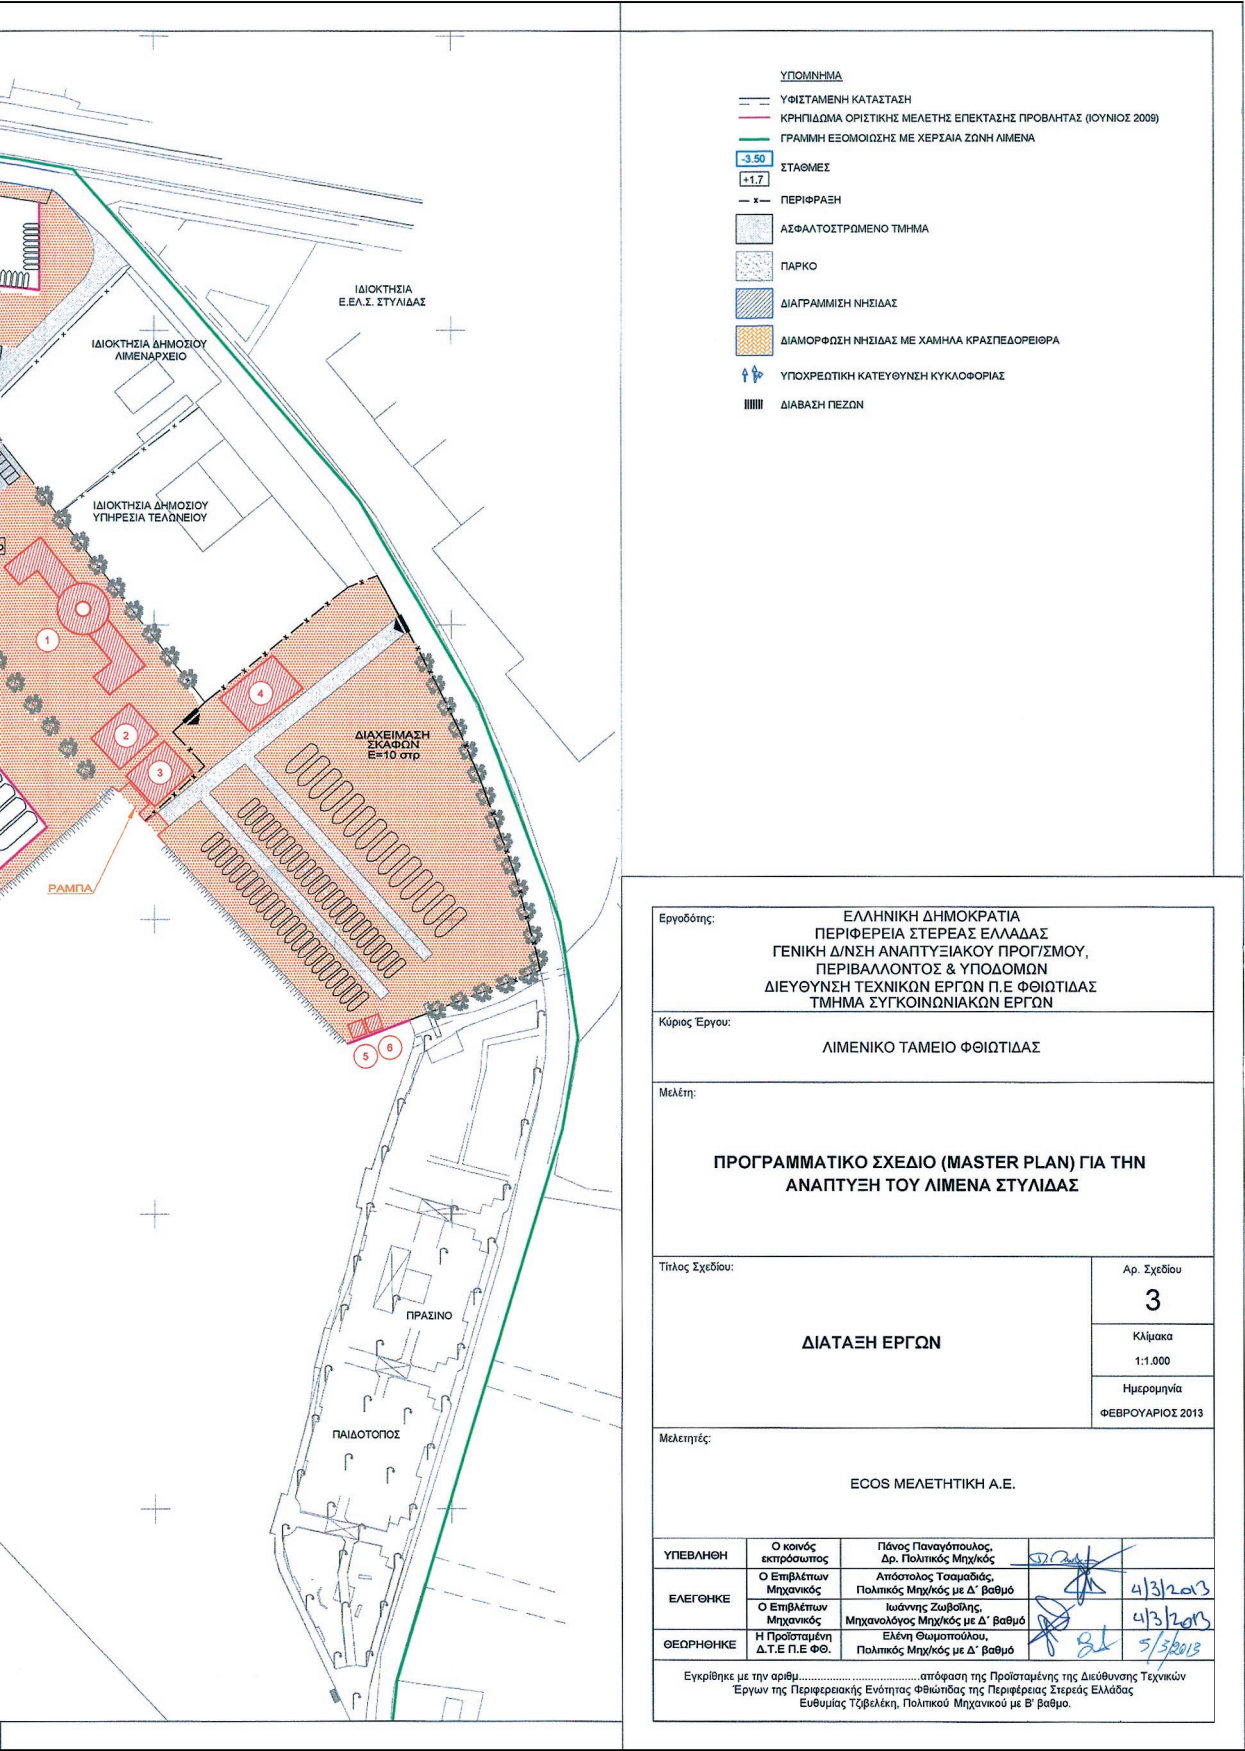 ΥΠΟΜΝΗΜΑ
ΥΦΙΣΤΑΜΕΝΗ ΚΑΤΑΣΤΑΣΗ
ΚΡΗΠΙΔΩΜΑ ΟΡΙΣΤΙΚΗΣ ΜΕΛΕΤΗΣ ΕΠΕΚΤΑΣΗΣ ΠΡΟΒΛΗΤΑΣ (ΙΟΥΝΙΟΣ 2009)
ΓΡΑΜΜΗ ΕΞΟΜΟΙΩΣΗΣ ΜΕ ΧΕΡΣΑΙΑ ΖΩΝΗ ΛΙΜΕΝΑ
-3.50
ΣΤΑΘΜΕΣ
+1.7
ΠΕΡΙΦΡΑΞΗ
ΑΣΦΑΛΤΟΣΤΡΩΜΕΝΟ ΤΜΗΜΑ
ΠΑΡΚΟ
ΔΙΑΓΡΑΜΜΙΣΗ ΝΗΣΙΔΑΣ
ΔΙΑΜΟΡΦΩΣΗ ΝΗΣΙΔΑΣ ΜΕ ΧΑΜΗΛΑ ΚΡΑΣΠΕΔΟΡΕΙΘΡΑ
ΥΠΟΧΡΕΩΤΙΚΗ ΚΑΤΕΥΘΥΝΣΗ ΚΥΚΛΟΦΟΡΙΑΣ
ΔΙΑΒΑΣΗ ΠΕΖΩΝ
ΙΔΙΟΚΤΗΣΙΑ
Ε.ΕΛ.Σ. ΣΤΥΛΙΔΑΣ
ΙΔΙΟΚΤΗΣΙΑ ΔΗΜΟΣΙΟΥ
ΛΙΜΕΝΑΡΧΕΙΟ
ΙΔΙΟΚΤΗΣΙΑ ΔΗΜΟΣΙΟΥ
ΥΠΗΡΕΣΙΑ ΤΕΛΩΝΕΙΟΥ
1
4
2
3
ΔΙΑΧΕΙΜΑΣΗ
ΣΚΑΦΩΝ
Ε=10 στρ
ΡΑΜΠΑ
5
6
ΠΡΑΣΙΝΟ
ΠΑΙΔΟΤΟΠΟΣ
Εργοδότης:
ΕΛΛΗΝΙΚΗ ΔΗΜΟΚΡΑΤΙΑ
ΠΕΡΙΦΕΡΕΙΑ ΣΤΕΡΕΑΣ ΕΛΛΑΔΑΣ
ΓΕΝΙΚΗ Δ/ΝΣΗ ΑΝΑΠΤΥΞΙΑΚΟΥ ΠΡΟΓ/ΣΜΟΥ,
ΠΕΡΙΒΑΛΛΟΝΤΟΣ & ΥΠΟΔΟΜΩΝ
ΔΙΕΥΘΥΝΣΗ ΤΕΧΝΙΚΩΝ ΕΡΓΩΝ Π.Ε ΦΘΙΩΤΙΔΑΣ
ΤΜΗΜΑ ΣΥΓΚΟΙΝΩΝΙΑΚΩΝ ΕΡΓΩΝ
Κύριος Έργου:
ΛΙΜΕΝΙΚΟ ΤΑΜΕΙΟ ΦΘΙΩΤΙΔΑΣ
Μελέτη:
ΠΡΟΓΡΑΜΜΑΤΙΚΟ ΣΧΕΔΙΟ (MASTER PLAN) ΓΙΑ ΤΗΝ
ΑΝΑΠΤΥΞΗ ΤΟΥ ΛΙΜΕΝΑ ΣΤΥΛΙΔΑΣ
Τίτλος Σχεδίου:
ΔΙΑΤΑΞΗ ΕΡΓΩΝ
Αρ. Σχεδίου
3
Κλίμακα
1:1.000
Ημερομηνία
ΦΕΒΡΟΥΑΡΙΟΣ 2013
Μελετητές:
ECOS ΜΕΛΕΤΗΤΙΚΗ Α.Ε.
ΥΠΕΒΛΗΘΗ
Ο κοινός
εκπρόσωπος
Πάνος Παναγόπουλος,
Δρ. Πολιτικός Μηχ/κός
ΕΛΕΓΘΗΚΕ
Ο Επιβλέπων
Μηχανικός
Απόστολος Τσαμαδιάς,
Πολιτικός Μηχ/κός με Δ΄ βαθμό
4/3/2013
Ο Επιβλέπων
Μηχανικός
Ιωάννης Ζωβοΐλης,
Μηχανολόγος Μηχ/κός με Δ΄ βαθμό
4/3/2013
ΘΕΩΡΗΘΗΚΕ
Η Προϊσταμένη
Δ.Τ.Ε Π.Ε ΦΘ.
Ελένη Θωμοπούλου,
Πολιτικός Μηχ/κός με Δ΄ βαθμό
5/3/2013
Εγκρίθηκε με την αριθμ.......................................απόφαση της Προϊσταμένης της Διεύθυνσης Τεχνικών
Έργων της Περιφερειακής Ενότητας Φθιώτιδας της Περιφέρειας Στερεάς Ελλάδας
Ευθυμίας Τζιβελέκη, Πολιτικού Μηχανικού με Β' βαθμο.